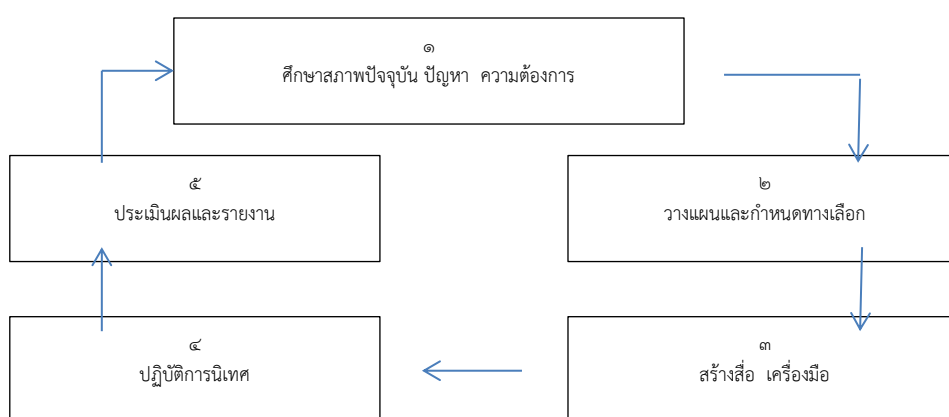 ๑
ศึกษาสภาพปัจจุบัน ปัญหา ความต้องการ
๒
วางแผนและกำหนดทางเลือก
๓
สร้างสื่อ เครื่องมือ
๔
ปฏิบัติการนิเทศ
๕
ประเมินผลและรายงาน